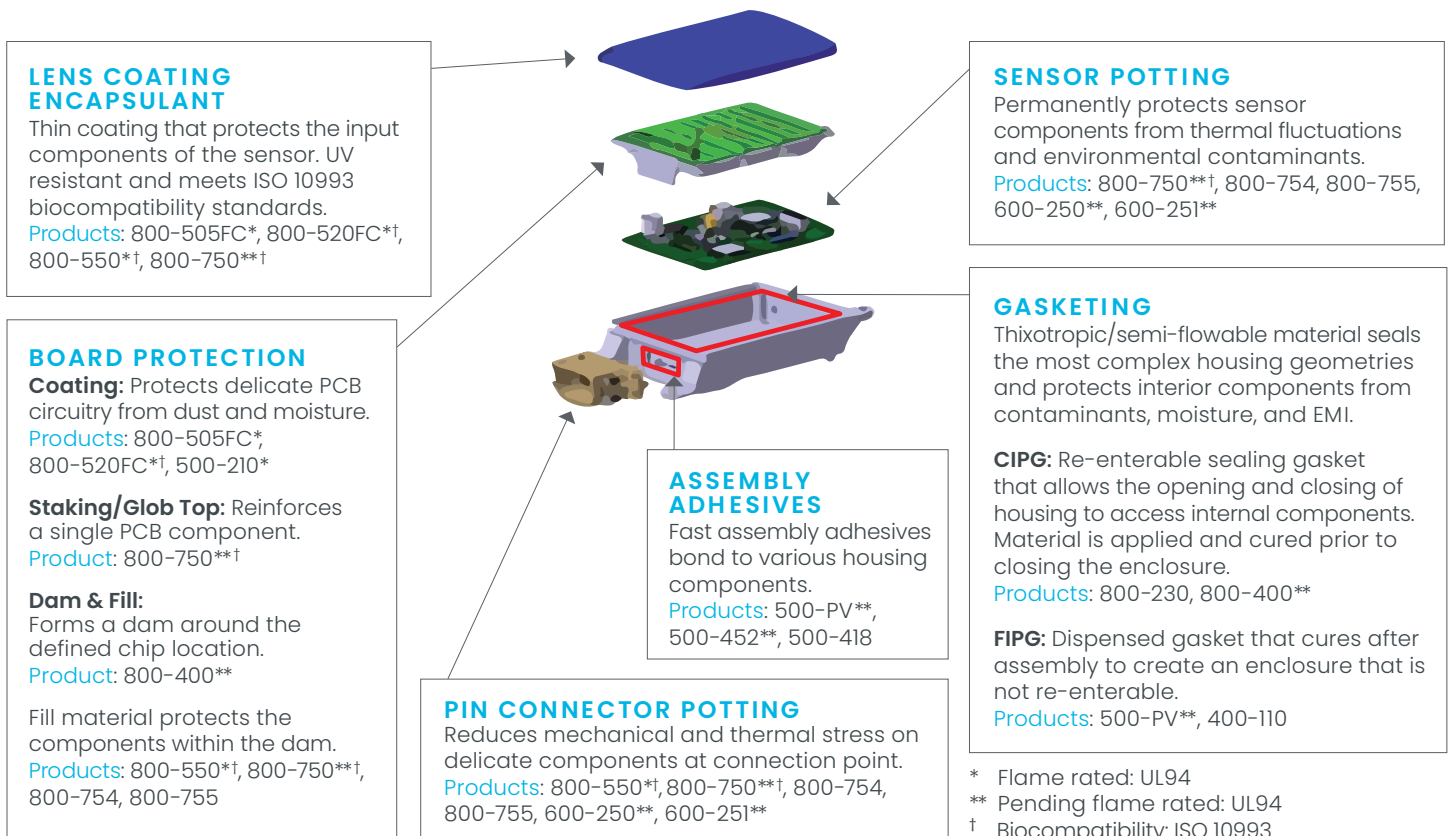 LENS COATING
ENCAPSULANT
Thin coating that protects the input
components of the sensor. UV
resistant and meets ISO 10993
biocompatibility standards.
Products: 800-505FC*, 800-520FC*†,
800-550*†, 800-750**†
BOARD PROTECTION
Coating: Protects delicate PCB
circuitry from dust and moisture.
Products: 800-505FC*,
800-520FC*†, 500-210*
Staking/Glob Top: Reinforces
a single PCB component.
Product: 800-750**†
Dam & Fill:
Forms a dam around the
defined chip location.
Product: 800-400**
Fill material protects the
components within the dam.
Products: 800-550*†, 800-750**†,
800-754, 800-755
PIN CONNECTOR POTTING
Reduces mechanical and thermal stress on
delicate components at connection point.
Products: 800-550*†, 800-750**†, 800-754,
800-755, 600-250**, 600-251**
ASSEMBLY
ADHESIVES
Fast assembly adhesives
bond to various housing
components.
Products: 500-PV**,
500-452**, 500-418
SENSOR POTTING
Permanently protects sensor
components from thermal fluctuations
and environmental contaminants.
Products: 800-750**†, 800-754, 800-755,
600-250**, 600-251**
GASKETING
Thixotropic/semi-flowable material seals
the most complex housing geometries
and protects interior components from
contaminants, moisture, and EMI.
CIPG: Re-enterable sealing gasket
that allows the opening and closing of
housing to access internal components.
Material is applied and cured prior to
closing the enclosure.
Products: 800-230, 800-400**
FIPG: Dispensed gasket that cures after
assembly to create an enclosure that is
not re-enterable.
Products: 500-PV**, 400-110
* Flame rated: UL94
** Pending flame rated: UL94
† Biocompatibility: ISO 10993